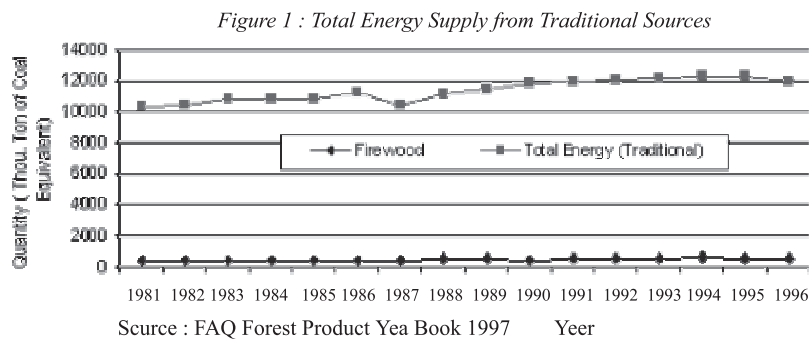 Figure 1 : Total Energy Supply from Traditional Sources
Quantity ( Thou. Ton of Coal
Equivalent)
14000
12000
10000
8000
6000
4000
2000
0
Firewood Total Energy (Traditional)
1981 1982 1983 1984 1985 1986 1987 1988 1989 1990 1991 1992 1993 1994 1995 1996
Scurce : FAQ Forest Product Yea Book 1997 Yeer